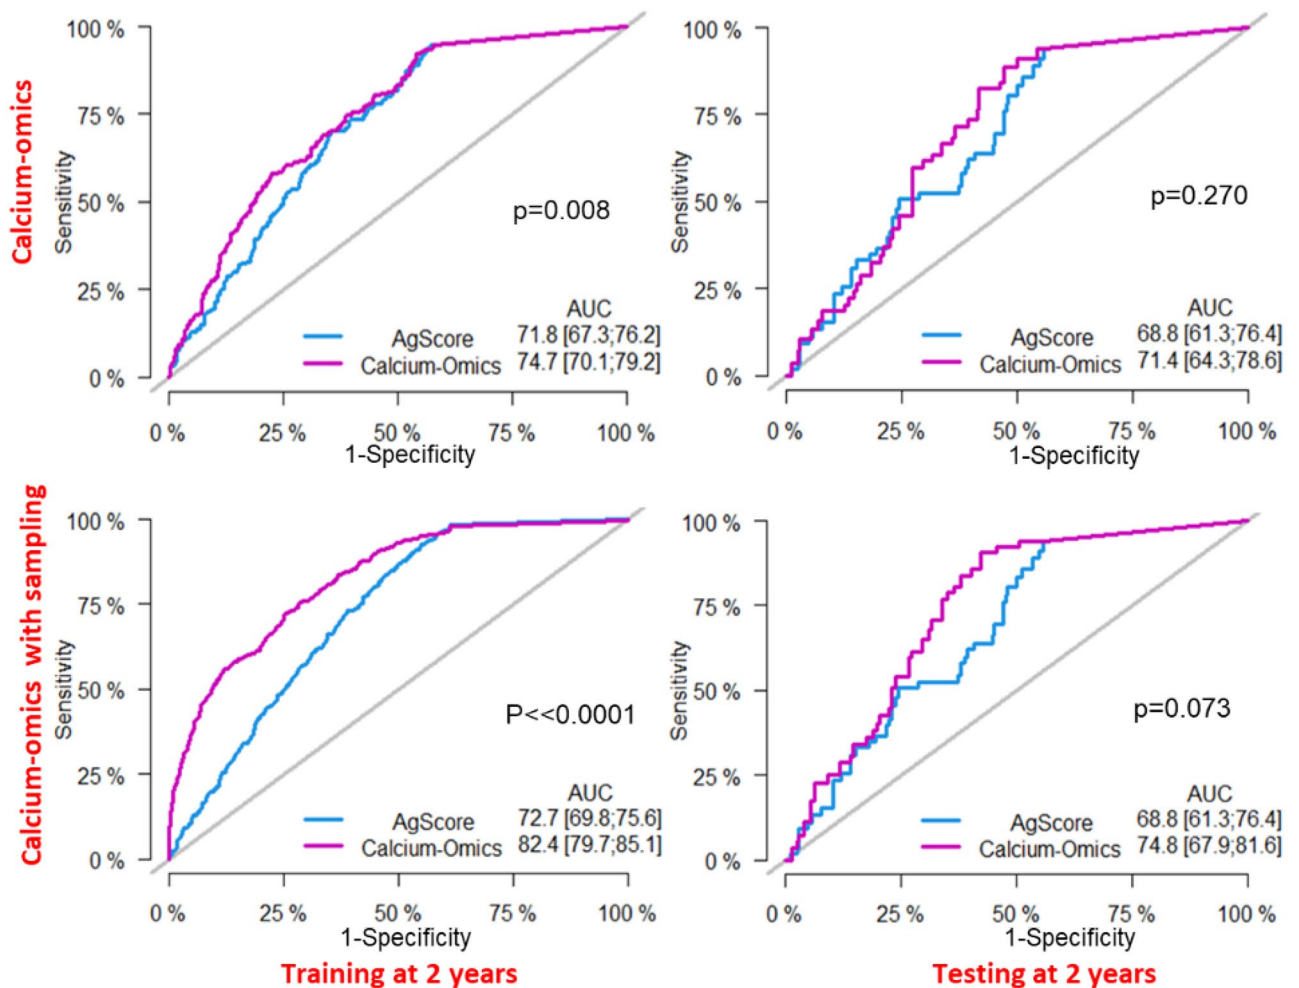 Calcium-omics
Sensitivity
100 %
75 %
50 %
25 %
0 %
p=0.008
AUC
AgScore 71.8 [67.3;76.2]
Calcium-Omics 74.7 [70.1;79.2]
0 % 25 % 50 % 75 % 100 %
1-Specificity
Sensitivity
100 %
75 %
50 %
25 %
0 %
p=0.270
AUC
AgScore 68.8 [61.3;76.4]
Calcium-Omics 71.4 [64.3;78.6]
0 % 25 % 50 % 75 % 100 %
1-Specificity
Calcium-omics with sampling
Sensitivity
100 %
75 %
50 %
25 %
0 %
P<<0.0001
AUC
AgScore 72.7 [69.8;75.6]
Calcium-Omics 82.4 [79.7;85.1]
0 % 25 % 50 % 75 % 100 %
1-Specificity
Training at 2 years
Sensitivity
100 %
75 %
50 %
25 %
0 %
p=0.073
AUC
AgScore 68.8 [61.3;76.4]
Calcium-Omics 74.8 [67.9;81.6]
0 % 25 % 50 % 75 % 100 %
1-Specificity
Testing at 2 years